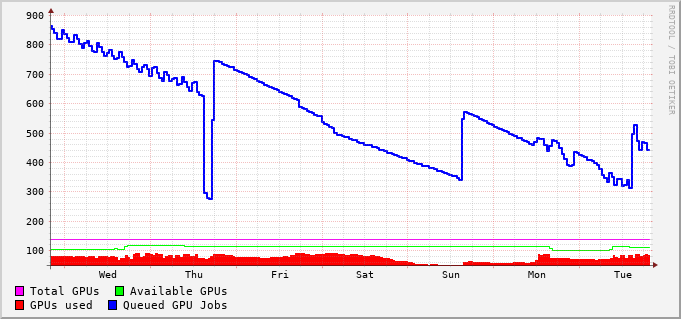 900
800
700
600
500
400
300
200
100
Wed Thu Fri Sat Sun Mon Tue
Total GPUs Available GPUs
GPUs used Queued GPU Jobs
RRDTOOL / TOBI OETIKER